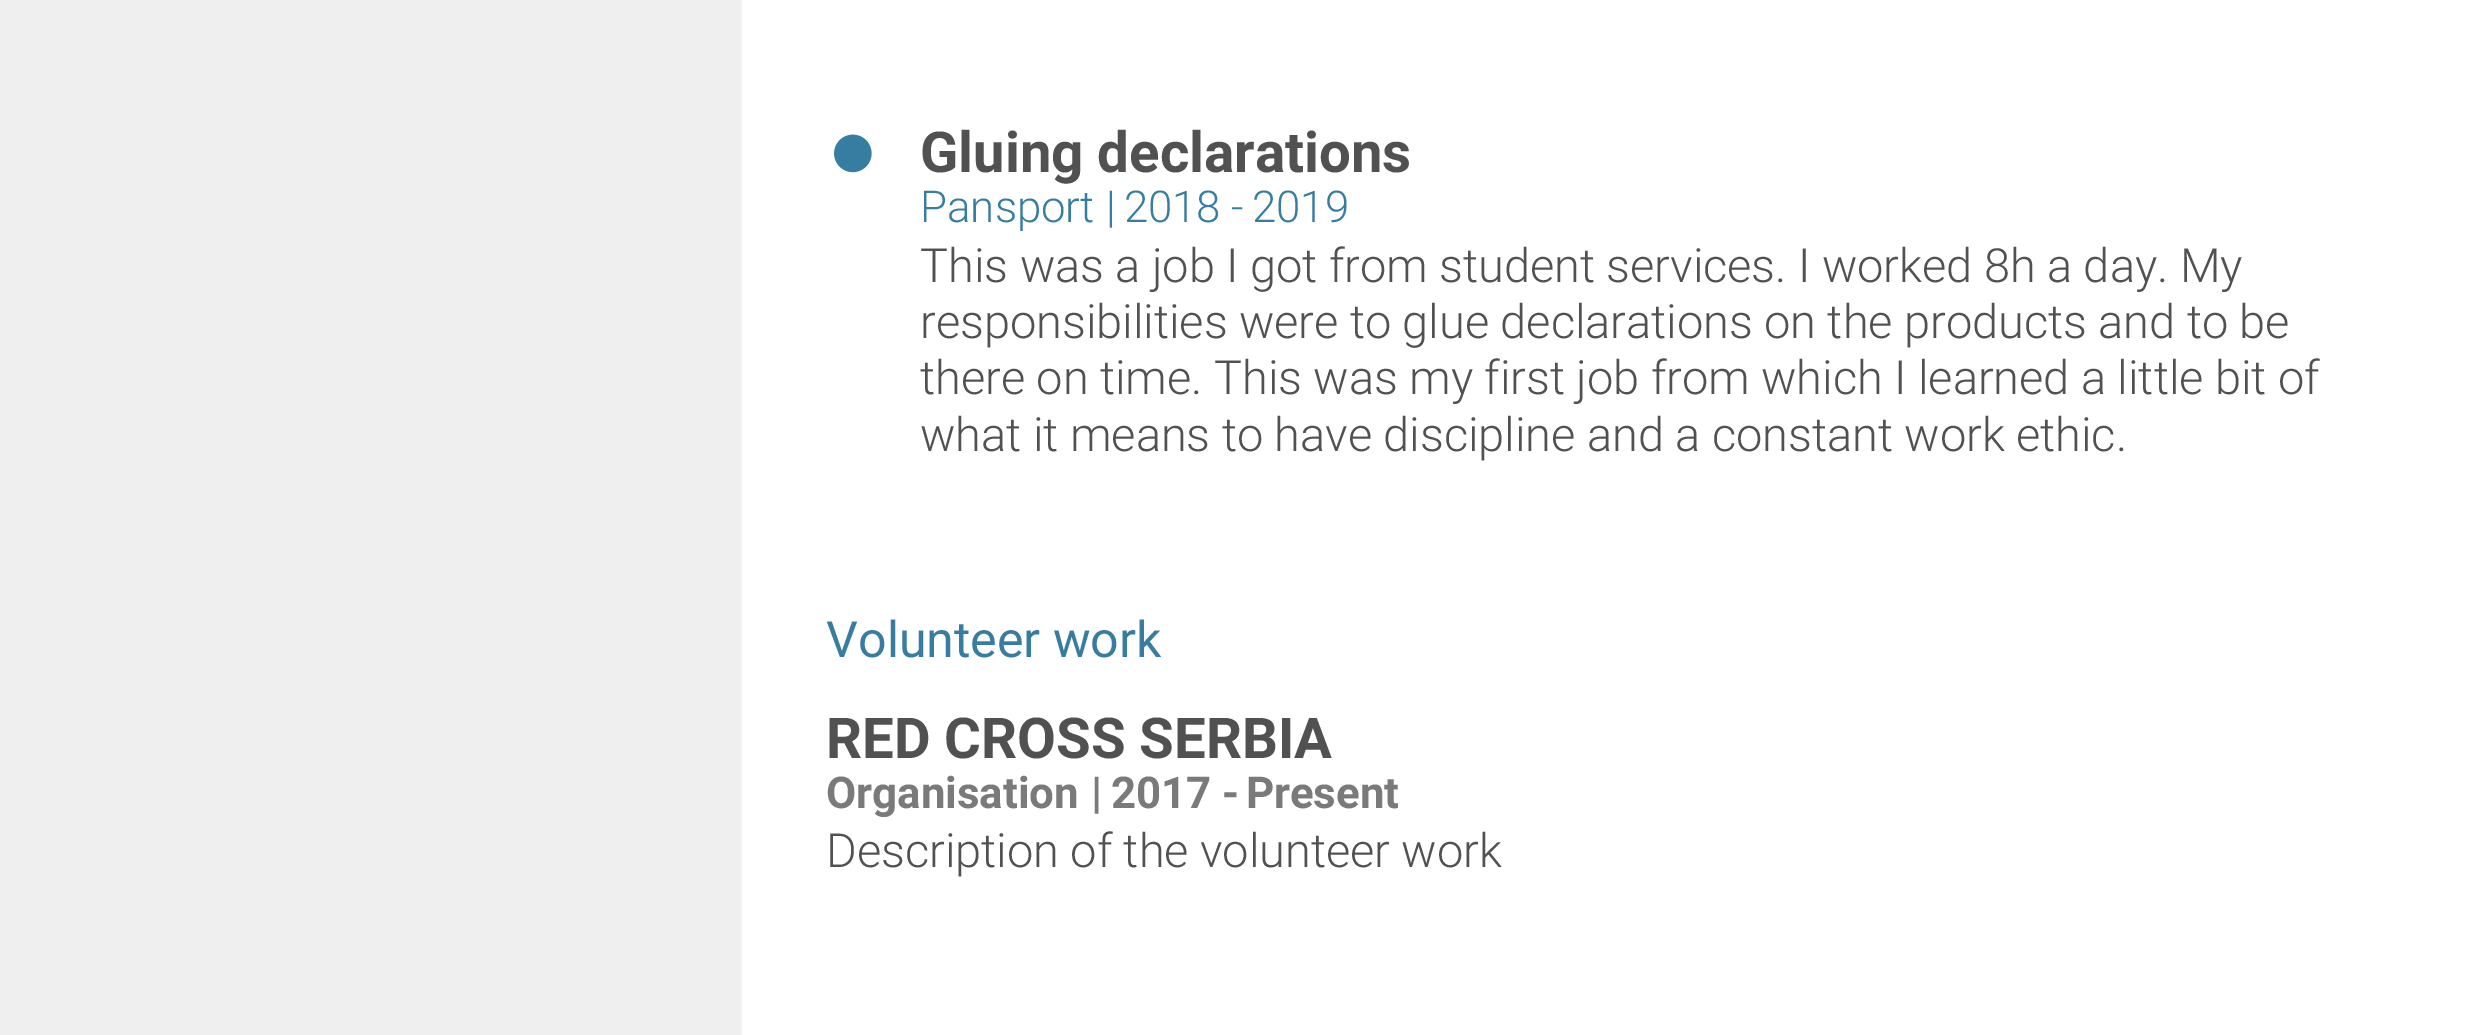 Gluing declarations
Pansport | 2018 - 2019
This was a job I got from student services. I worked 8h a day. My
responsibilities were to glue declarations on the products and to be
there on time. This was my first job from which I learned a little bit of
what it means to have discipline and a constant work ethic.
Volunteer work
RED CROSS SERBIA
Organisation | 2017 - Present
Description of the volunteer work